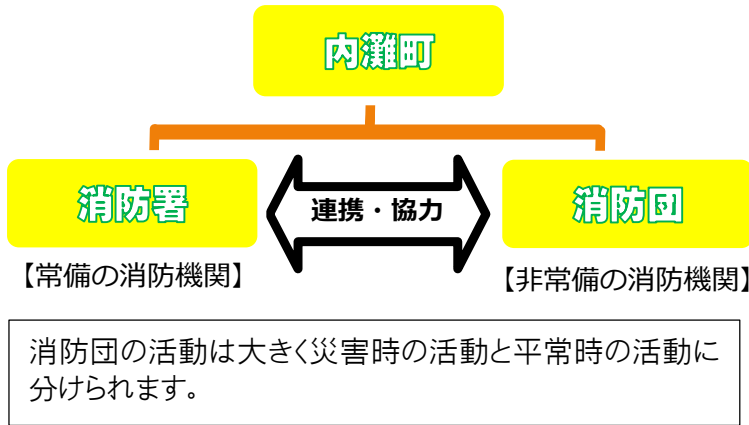 内灘町
消防署
連携・協力
消防団
【常備の消防機関】
【非常備の消防機関】
消防団の活動は大きく災害時の活動と平常時の活動に
分けられます。